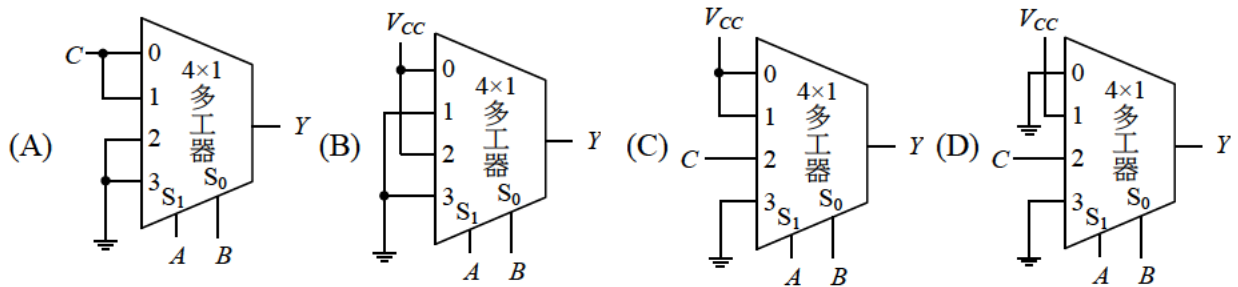 (A) C 0 1 2 3 4×1 多工器 S1 S0 A B Y
(B) VCC 0 1 2 3 4×1 多工器 S1 S0 A B Y
(C) VCC C 0 1 2 3 4×1 多工器 S1 S0 A B Y
(D) VCC C 0 1 2 3 4×1 多工器 S1 S0 A B Y